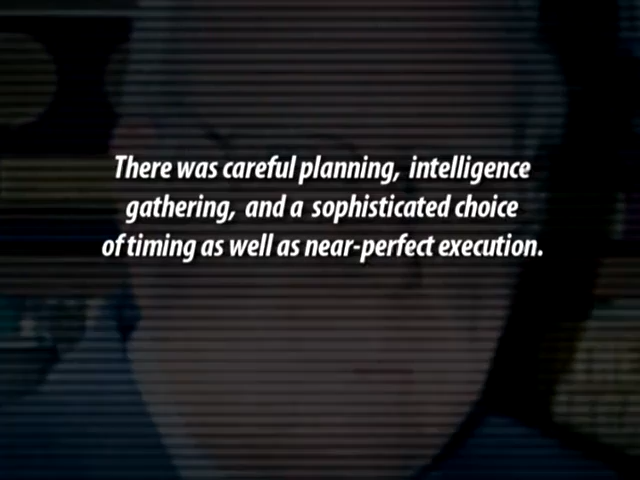 There was careful planning, intelligence
gathering, and a sophisticated choice
of timing as well as near-perfect execution.